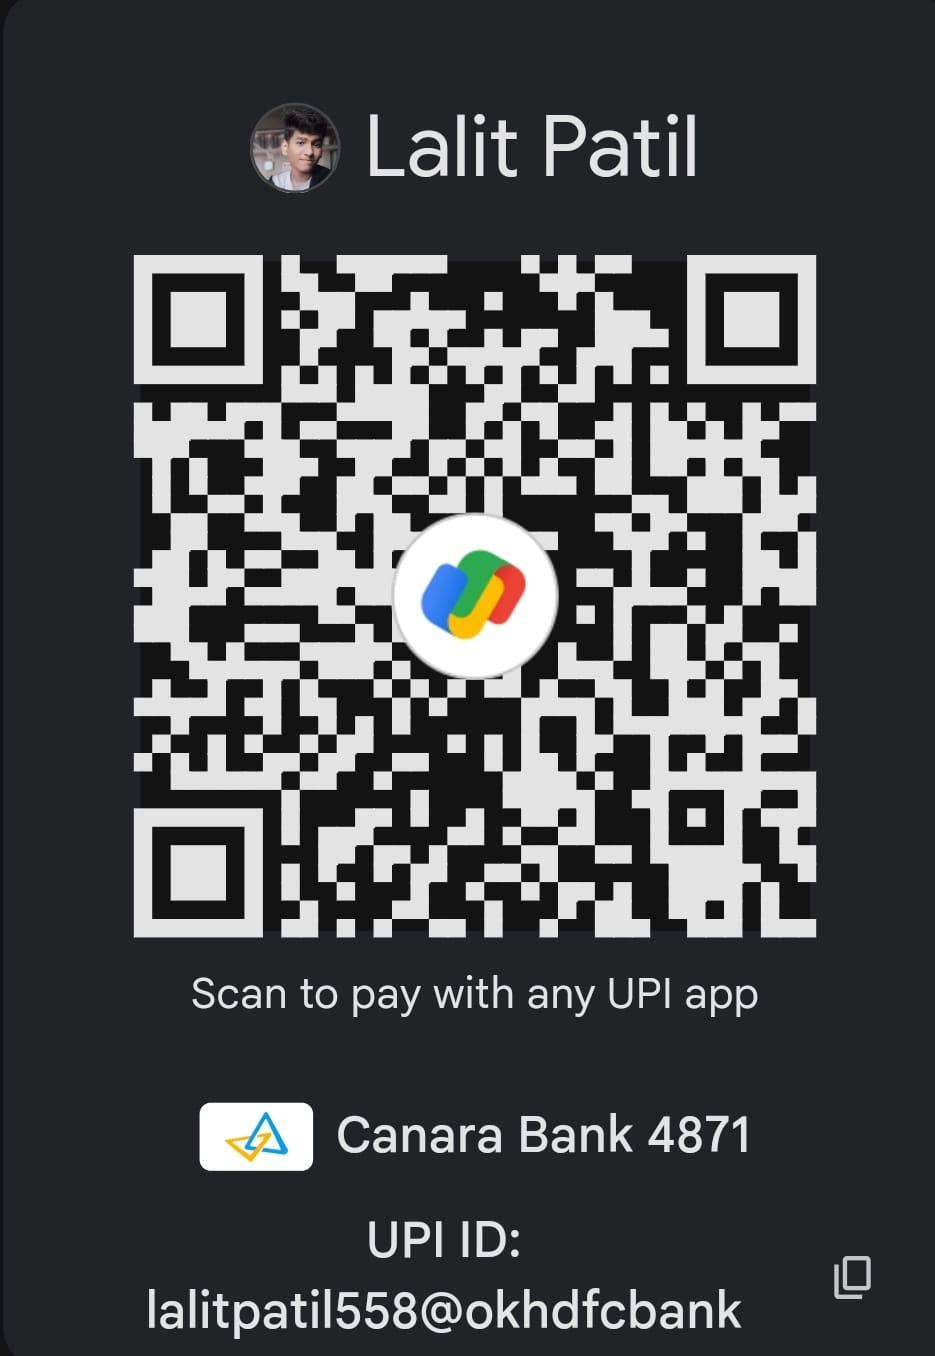 Lalit Patil
Scan to pay with any UPI app
Canara Bank 4871
UPI ID:
lalitpatil558@okhdfcbank